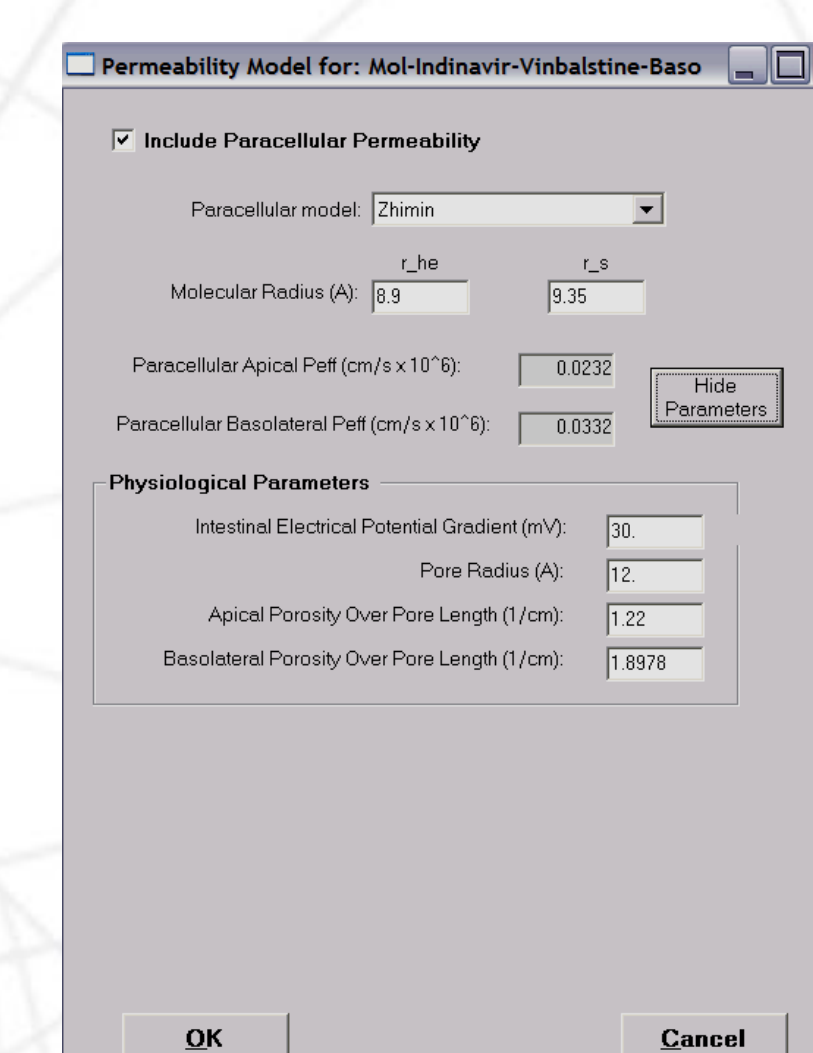 Permeability Model for: Mol-Indinavir-Vinbalstine-Baso
Include Paracellular Permeability
Paracellular model: Zhimin
r_he r_s
Molecular Radius (A): 8.9 9.35
Paracellular Apical Peff (cm/s x 10^6): 0.0232
Hide
Parameters
Paracellular Basolateral Peff (cm/s x 10^6): 0.0332
Physiological Parameters
Intestinal Electrical Potential Gradient (mV): 30.
Pore Radius (A): 12.
Apical Porosity Over Pore Length (1/cm): 1.22
Basolateral Porosity Over Pore Length (1/cm): 1.8978
OK Cancel